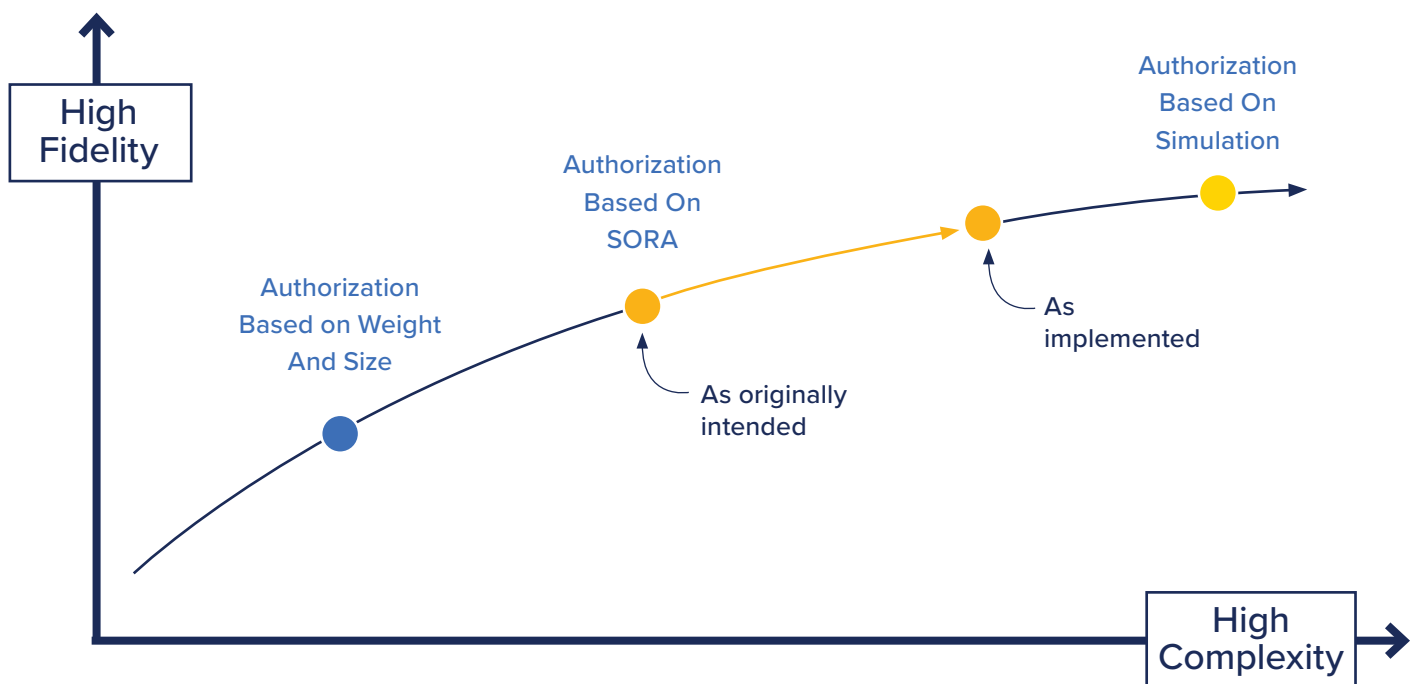 High
Fidelity
Authorization
Based On
Simulation
Authorization
Based On
SORA
Authorization
Based on Weight
And Size
As
implemented
As originally
intended
High
Complexity